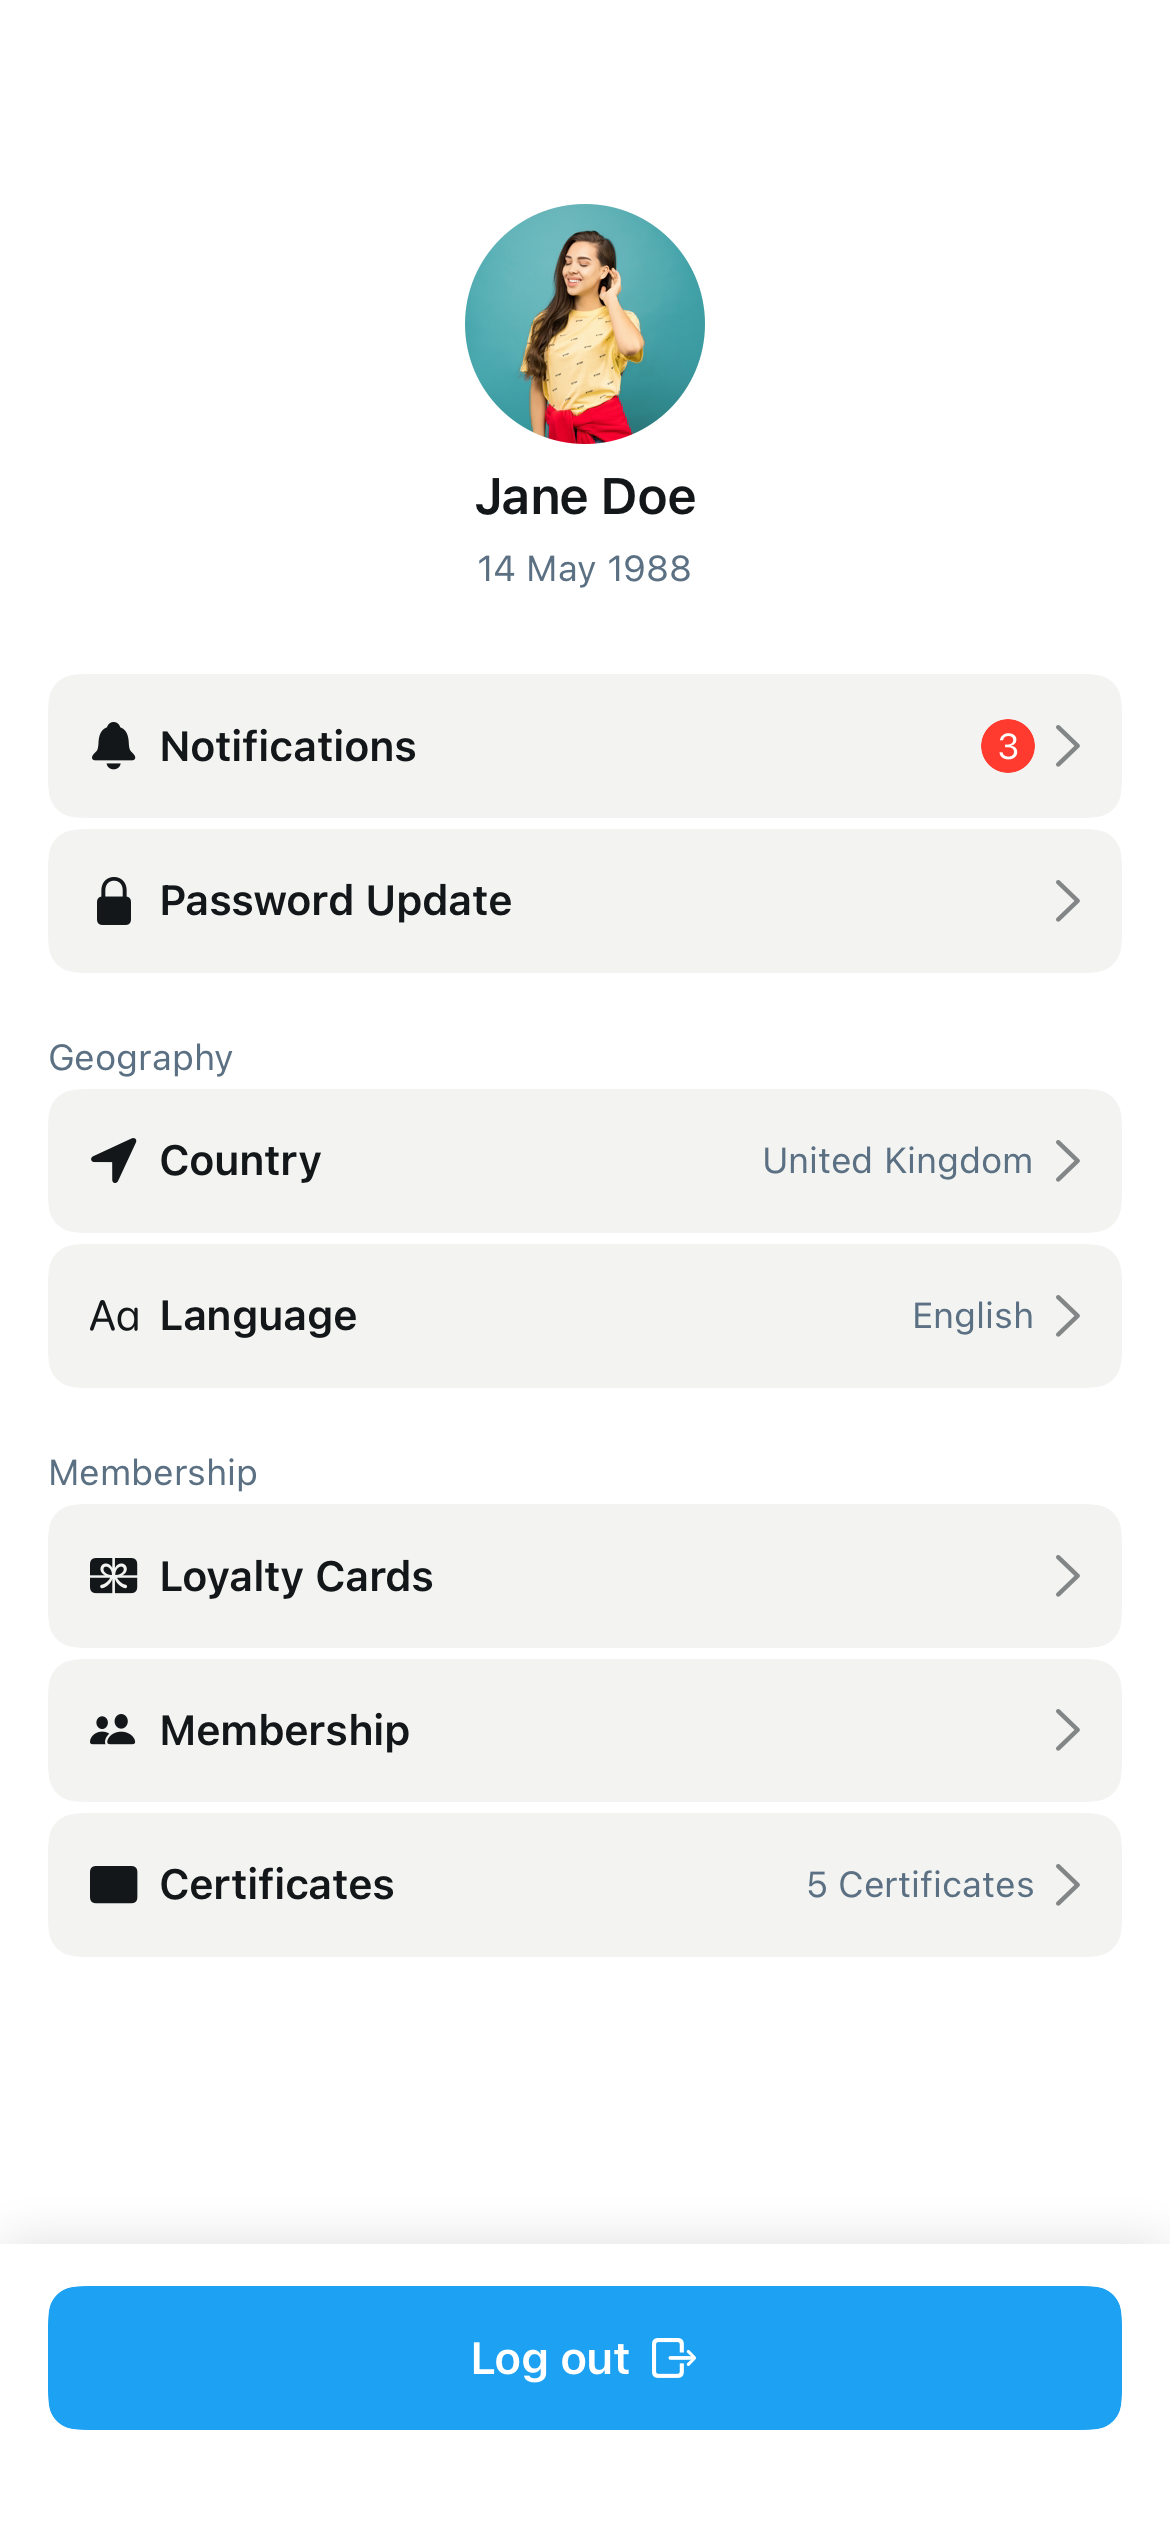 Jane Doe
14 May 1988
Notifications 3
Password Update
Geography
Country United Kingdom
Aa Language English
Membership
Loyalty Cards
Membership
Certificates 5 Certificates
Log out